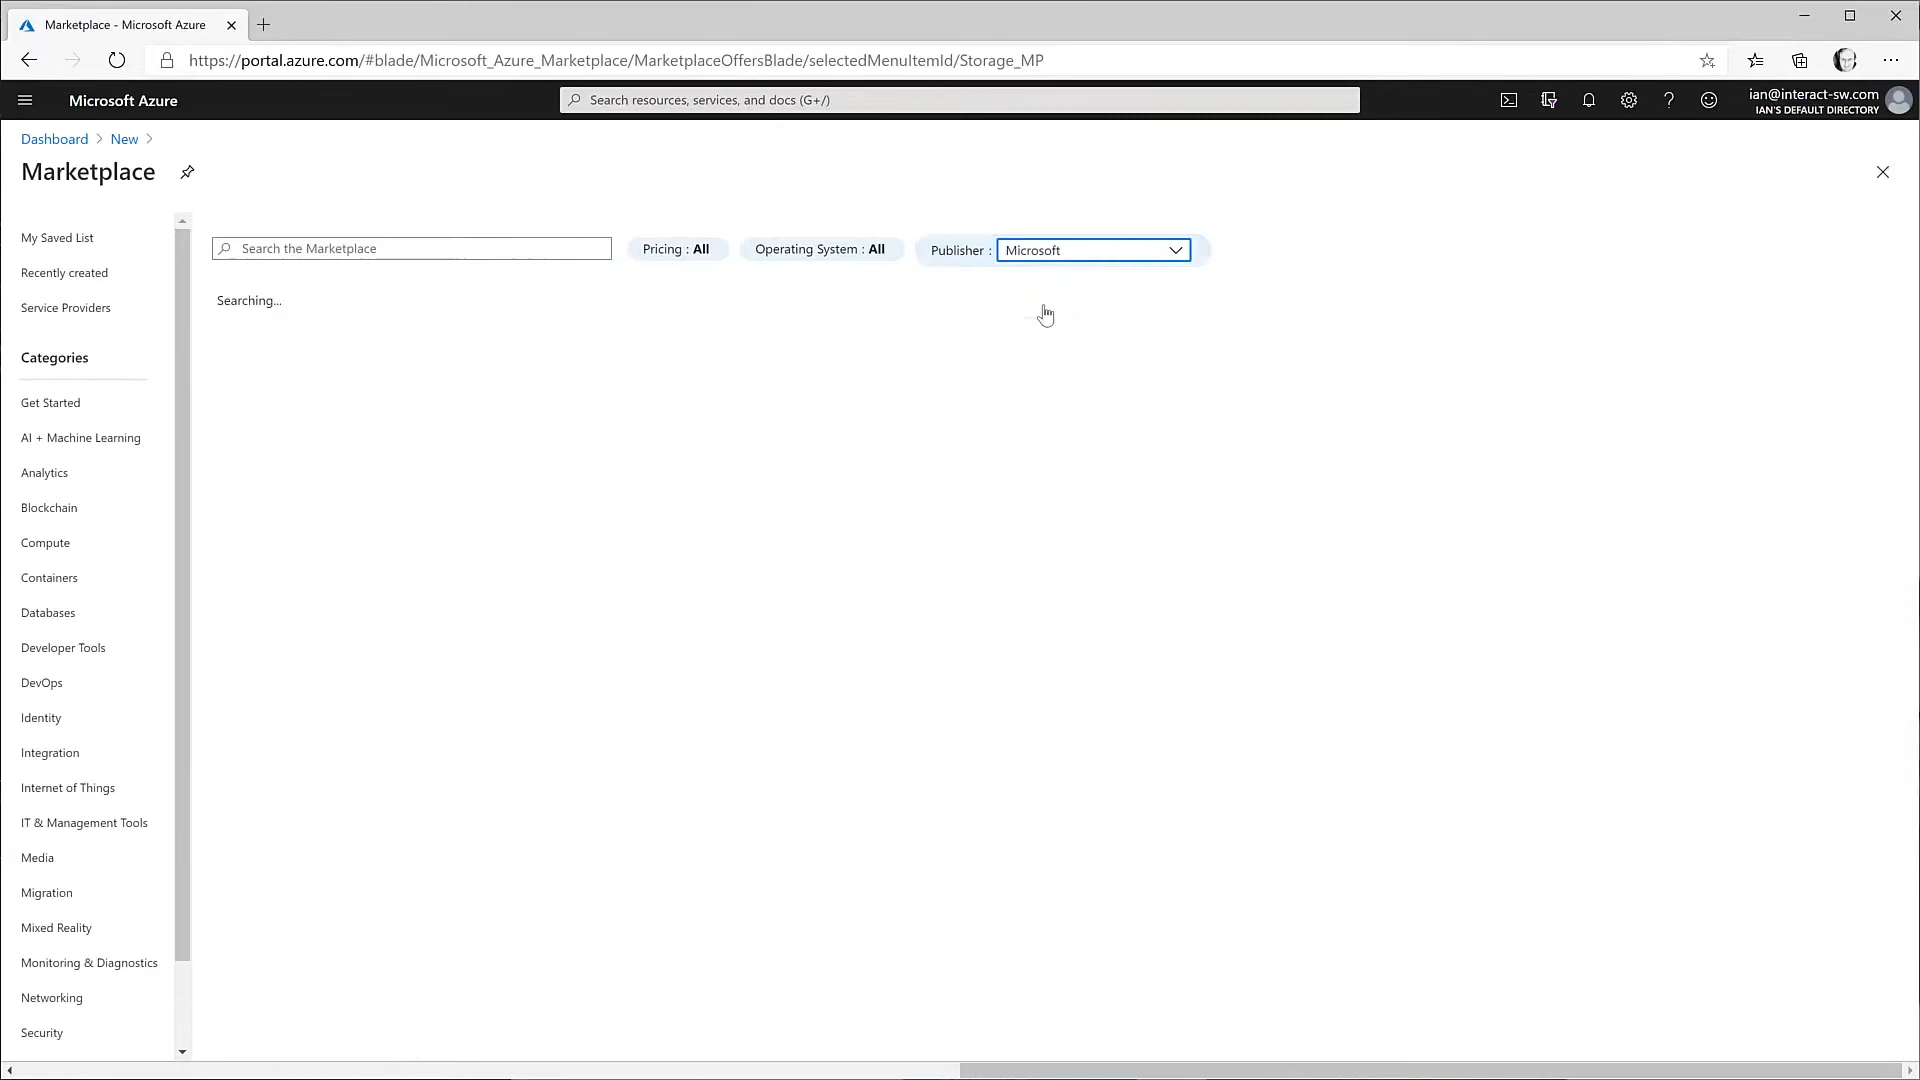 Marketplace - Microsoft Azure
https://portal.azure.com/#blade/Microsoft_Azure_Marketplace/MarketplaceOffersBlade/selectedMenuItemId/Storage_MP
Microsoft Azure
Search resources, services, and docs (G+/)
ian@interact-sw.com
IAN'S DEFAULT DIRECTORY
Dashboard > New >
Marketplace
My Saved List
Recently created
Service Providers
Categories
Get Started
AI + Machine Learning
Analytics
Blockchain
Compute
Containers
Databases
Developer Tools
DevOps
Identity
Integration
Internet of Things
IT & Management Tools
Media
Migration
Mixed Reality
Monitoring & Diagnostics
Networking
Security
Search the Marketplace
Pricing : All
Operating System : All
Publisher : Microsoft
Searching...